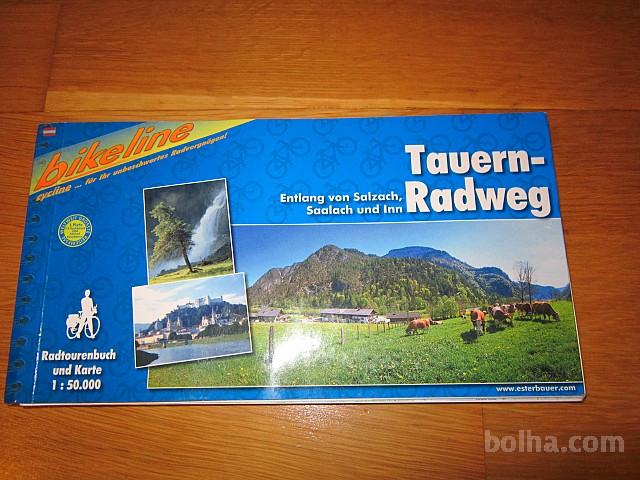 bikeline
cycline ... für Ihr unbeschwertes Radvergnügen!
Tauern-
Radweg
Entlang von Salzach,
Saalach und Inn
Radtourenbuch
und Karte
1 : 50.000
www.esterbauer.com
bolha.com